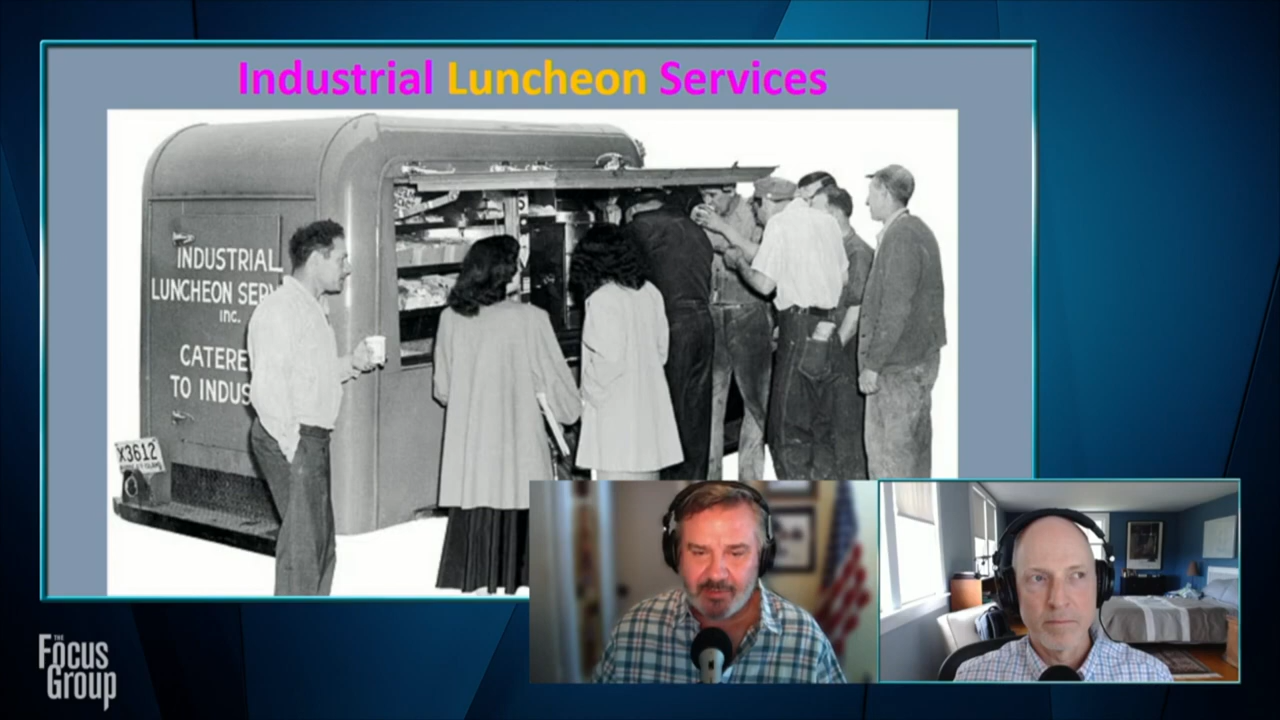 Industrial Luncheon Services
INDUSTRIAL
LUNCHEON SERV
INC.
CATERE
TO INDUS
X3612
THE
FOCUS
GROUP